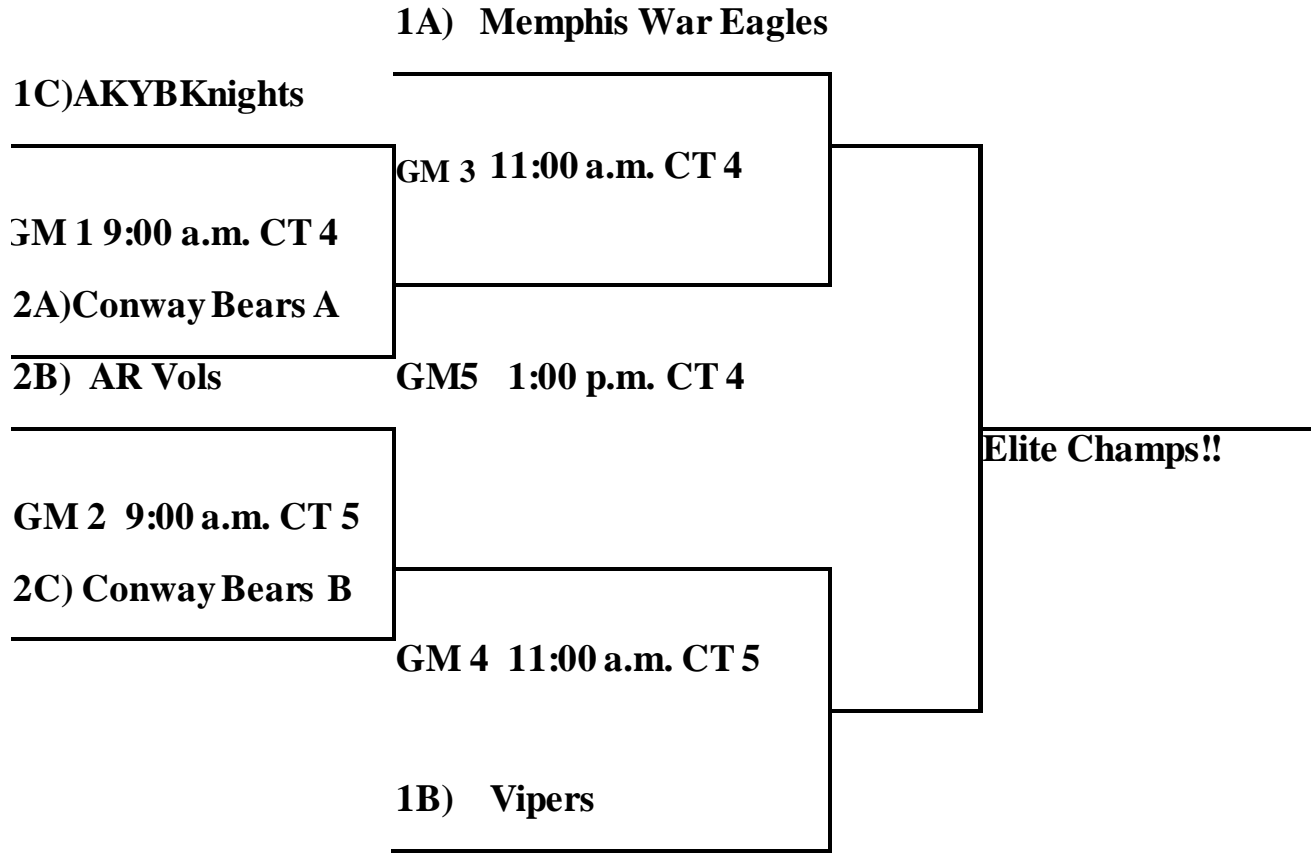 1A) Memphis War Eagles
1C)AKYBKnights
GM 3 11:00 a.m. CT 4
GM 1 9:00 a.m. CT 4
2A)Conway Bears A
2B) AR Vols
GM5 1:00 p.m. CT 4
Elite Champs!!
GM 2 9:00 a.m. CT 5
2C) Conway Bears B
GM 4 11:00 a.m. CT 5
1B) Vipers